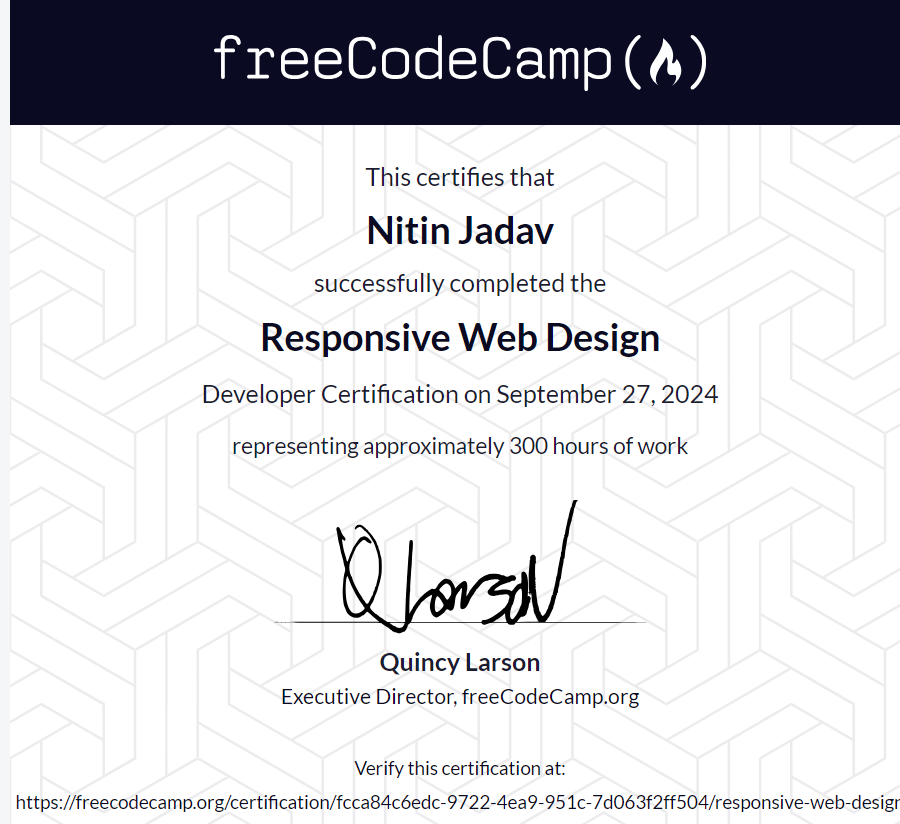 freeCodeCamp(🔥)
This certifies that
Nitin Jadav
successfully completed the
Responsive Web Design
Developer Certification on September 27, 2024
representing approximately 300 hours of work
QLarson
Quincy Larson
Executive Director, freeCodeCamp.org
Verify this certification at:
https://freecodecamp.org/certification/fcca84c6edc-9722-4ea9-951c-7d063f2ff504/responsive-web-design